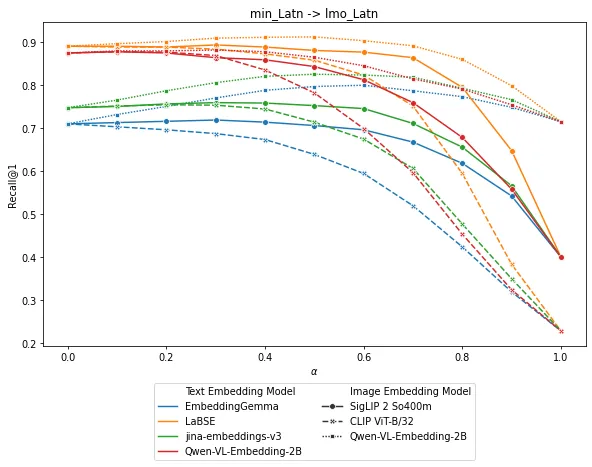 min_Latn -> lmo_Latn
Recall@1
0.9
0.8
0.7
0.6
0.5
0.4
0.3
0.2
0.0
0.2
0.4
0.6
0.8
1.0
α
Text Embedding Model
EmbeddingGemma
LaBSE
jina-embeddings-v3
Qwen-VL-Embedding-2B
Image Embedding Model
SigLIP 2 So400m
CLIP ViT-B/32
Qwen-VL-Embedding-2B